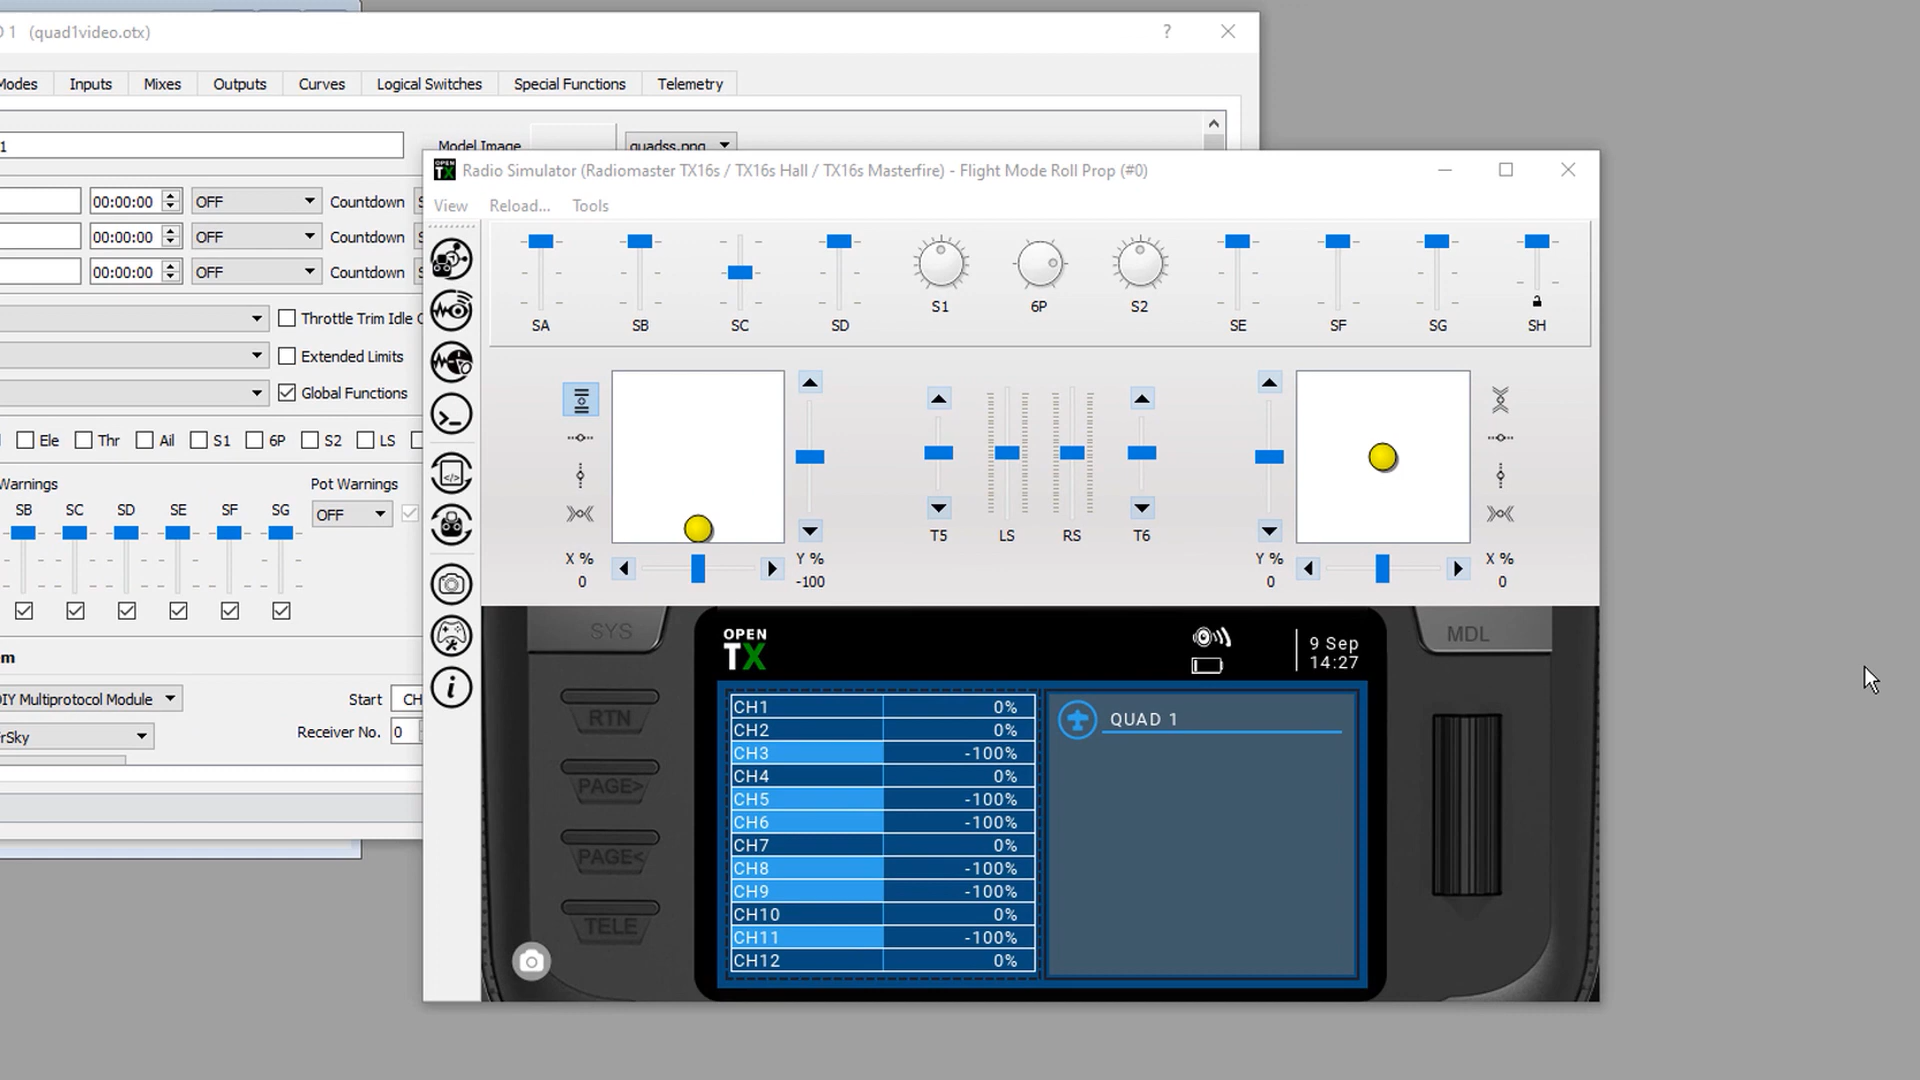 1 (quad1video.otx)
?
Inputs Mixes Outputs Curves Logical Switches Special Functions Telemetry
1 Model Image quadss.png
00:00:00 OFF Countdown
00:00:00 OFF Countdown
00:00:00 OFF Countdown
Throttle Trim Idle
Extended Limits
Global Functions
Ele Thr Ail S1 6P S2 LS
Warnings Pot Warnings
SB SC SD SE SF SG OFF
DIY Multiprotocol Module Start CH
Receiver No. 0
OPEN TX Radio Simulator (Radiomaster TX16s / TX16s Hall / TX16s Masterfire) - Flight Mode Roll Prop (#0)
View Reload... Tools
S1 6P S2
SA SB SC SD SE SF SG SH
T5 LS RS T6
X % Y % Y % X %
0 -100 0 0
SYS MDL
RTN
PAGE>
PAGE<
TELE
OPEN
TX
9 Sep
14:27
CH1 0%
CH2 0%
CH3 -100%
CH4 0%
CH5 -100%
CH6 -100%
CH7 0%
CH8 -100%
CH9 -100%
CH10 0%
CH11 -100%
CH12 0%
QUAD 1